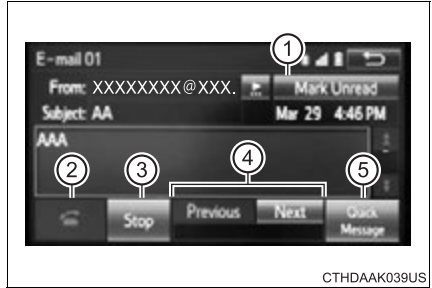 E-mail 01
1
From: XXXXXXXX@XXX.
Mark Unread
Subject: AA
Mar 29 4:46 PM
AAA
2
3
4
5
Stop
Previous
Next
Quick
Message
CTHDAAK039US